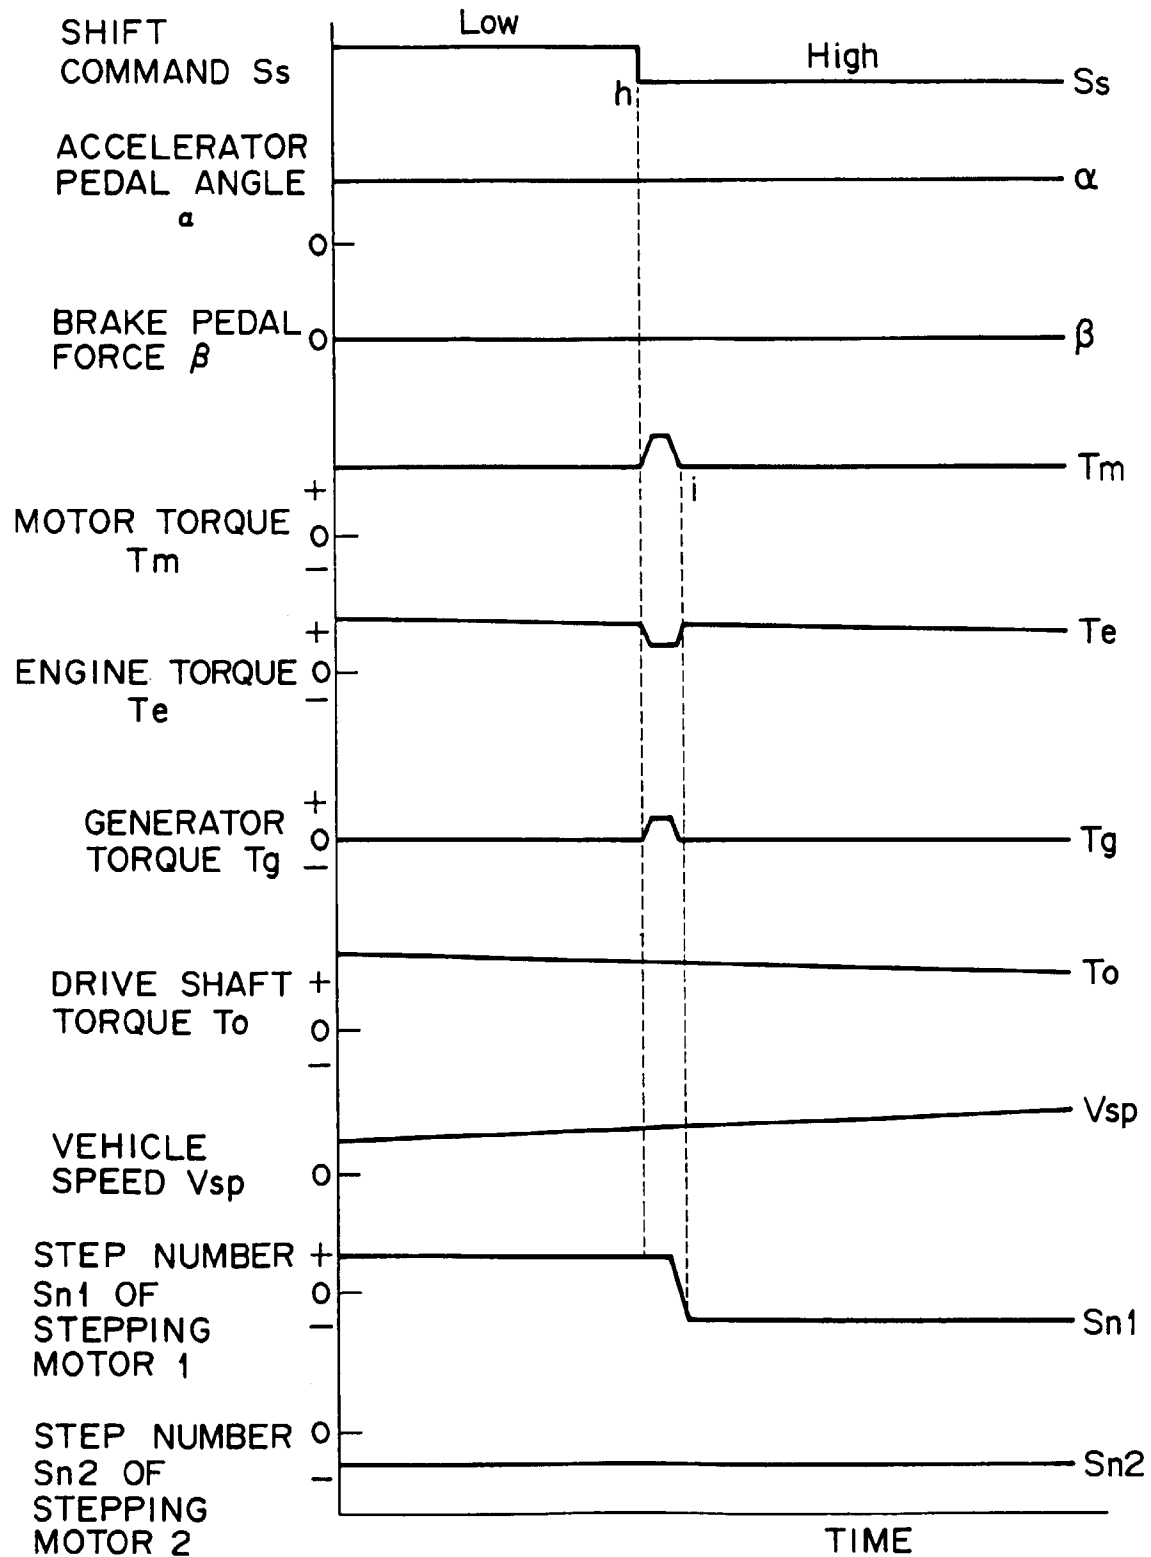 SHIFT
COMMAND Ss
Low
High
h
Ss
ACCELERATOR
PEDAL ANGLE
α
0
α
BRAKE PEDAL
FORCE β
0
β
Tm
i
+
MOTOR TORQUE
Tm
0
−
+
ENGINE TORQUE
Te
0
−
Te
+
GENERATOR
TORQUE Tg
0
−
Tg
DRIVE SHAFT
TORQUE To
+
0
−
To
Vsp
VEHICLE
SPEED Vsp
0
STEP NUMBER
Sn1 OF
STEPPING
MOTOR 1
+
0
−
Sn1
STEP NUMBER
Sn2 OF
STEPPING
MOTOR 2
0
−
Sn2
TIME